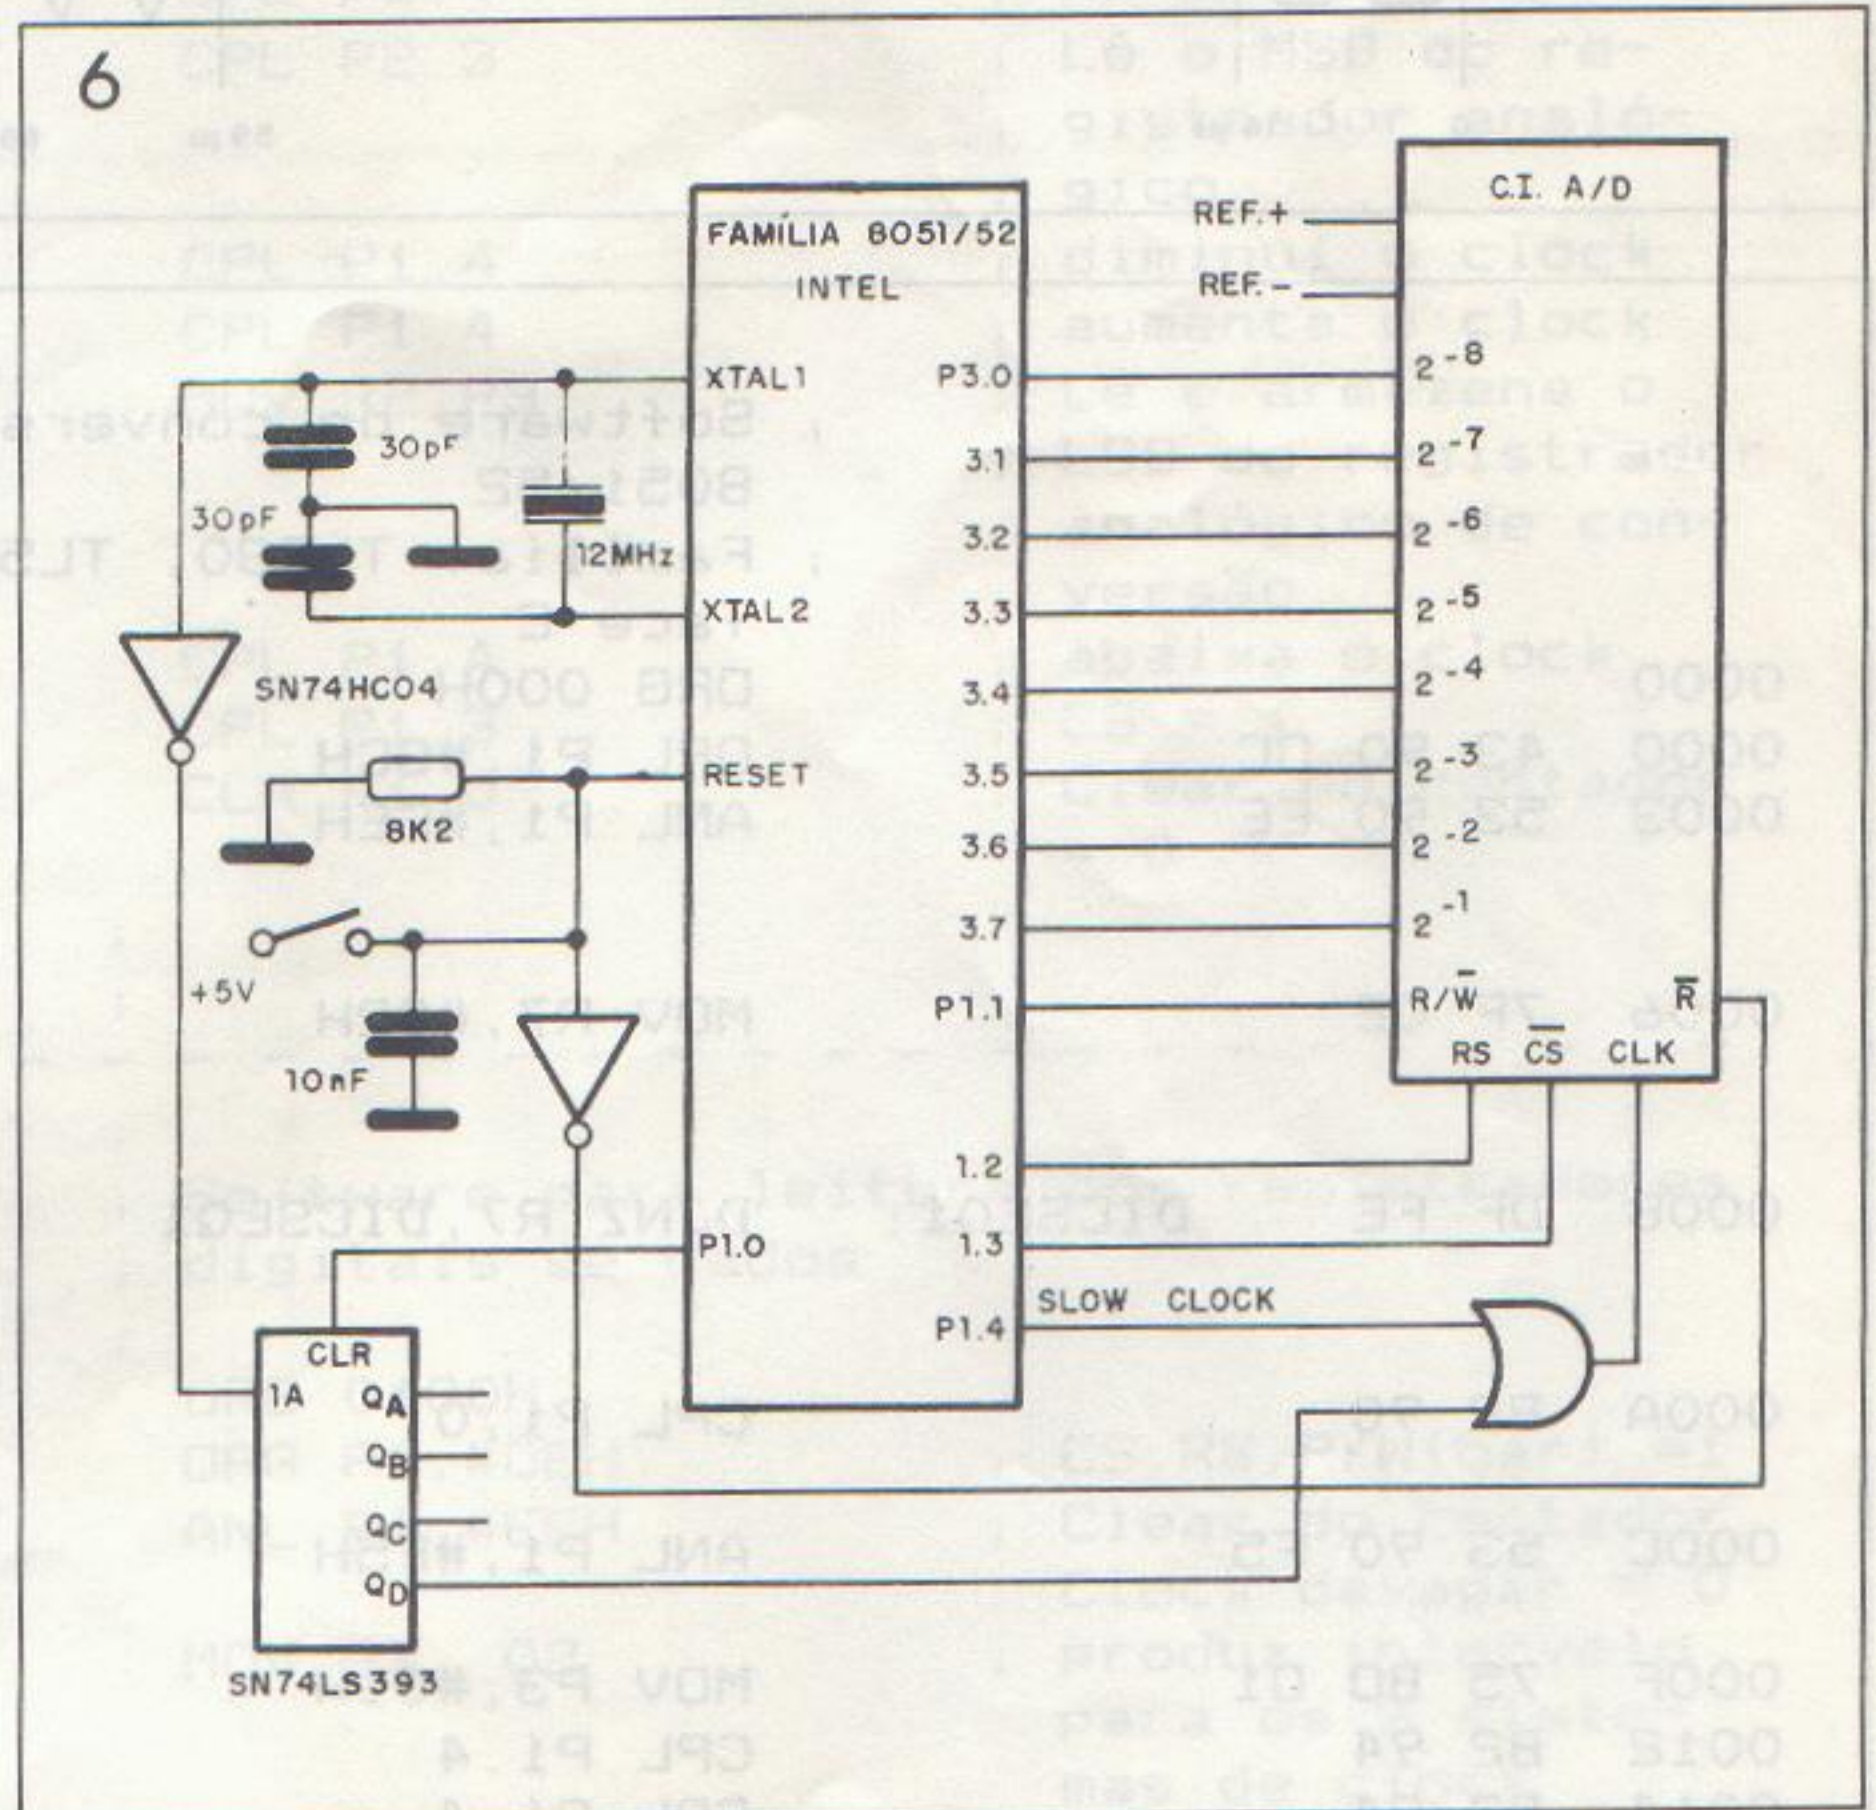 6
FAMÍLIA 8051/52
INTEL
C.I. A/D
REF.+
REF.-
XTAL1
P3.0
2-8
30pF
3.1
2-7
30pF
12MHz
3.2
2-6
XTAL2
3.3
2-5
SN74HC04
3.4
2-4
RESET
3.5
2-3
8K2
3.6
2-2
3.7
2-1
+5V
P1.1
R/W̅
R̅
RS C̅S̅ CLK
10nF
1.2
P1.0
1.3
SLOW CLOCK
P1.4
CLR
1A
QA
QB
QC
QD
SN74LS393